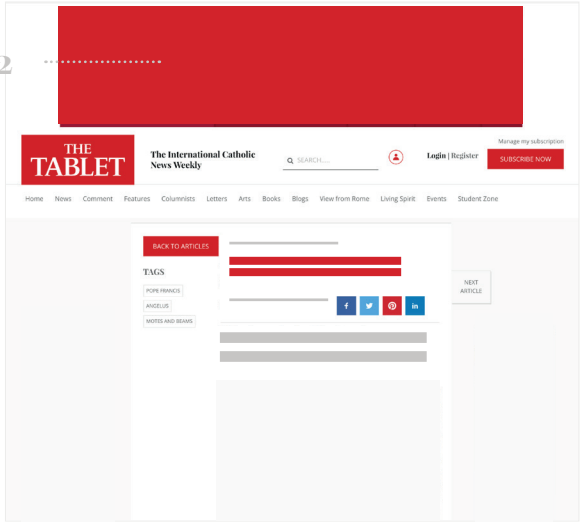 2
Manage my subscription
THE
TABLET
The International Catholic
News Weekly
SEARCH....
Login | Register
SUBSCRIBE NOW
Home News Comment Features Columnists Letters Arts Books Blogs View from Rome Living Spirit Events Student Zone
BACK TO ARTICLES
TAGS
POPE FRANCIS
ANGELUS
MOTES AND BEAMS
NEXT
ARTICLE
f
in